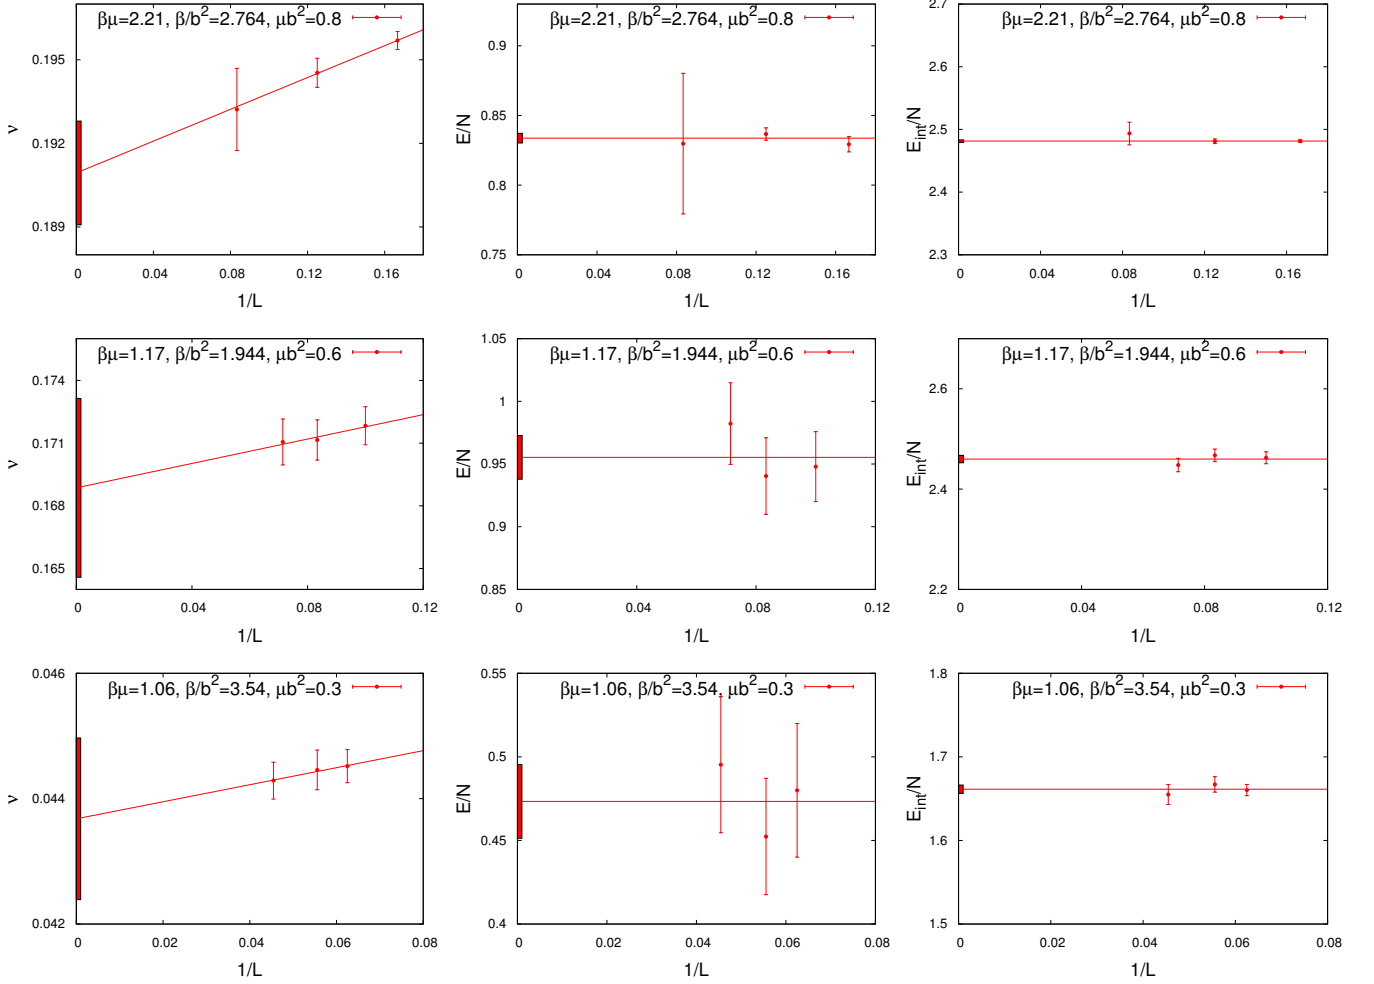 βμ=2.21, β/b²=2.764, μb²=0.8
0.195
0.192
0.189
ν
0 0.04 0.08 0.12 0.16
1/L
βμ=2.21, β/b²=2.764, μb²=0.8
0.9
0.85
0.8
0.75
E/N
0 0.04 0.08 0.12 0.16
1/L
βμ=2.21, β/b²=2.764, μb²=0.8
2.7
2.6
2.5
2.4
2.3
E_int/N
0 0.04 0.08 0.12 0.16
1/L
βμ=1.17, β/b²=1.944, μb²=0.6
0.174
0.171
0.168
0.165
ν
0 0.04 0.08 0.12
1/L
βμ=1.17, β/b²=1.944, μb²=0.6
1.05
1
0.95
0.9
0.85
E/N
0 0.04 0.08 0.12
1/L
βμ=1.17, β/b²=1.944, μb²=0.6
2.6
2.4
2.2
E_int/N
0 0.04 0.08 0.12
1/L
βμ=1.06, β/b²=3.54, μb²=0.3
0.046
0.044
0.042
ν
0 0.02 0.04 0.06 0.08
1/L
βμ=1.06, β/b²=3.54, μb²=0.3
0.55
0.5
0.45
0.4
E/N
0 0.02 0.04 0.06 0.08
1/L
βμ=1.06, β/b²=3.54, μb²=0.3
1.8
1.7
1.6
1.5
E_int/N
0 0.02 0.04 0.06 0.08
1/L